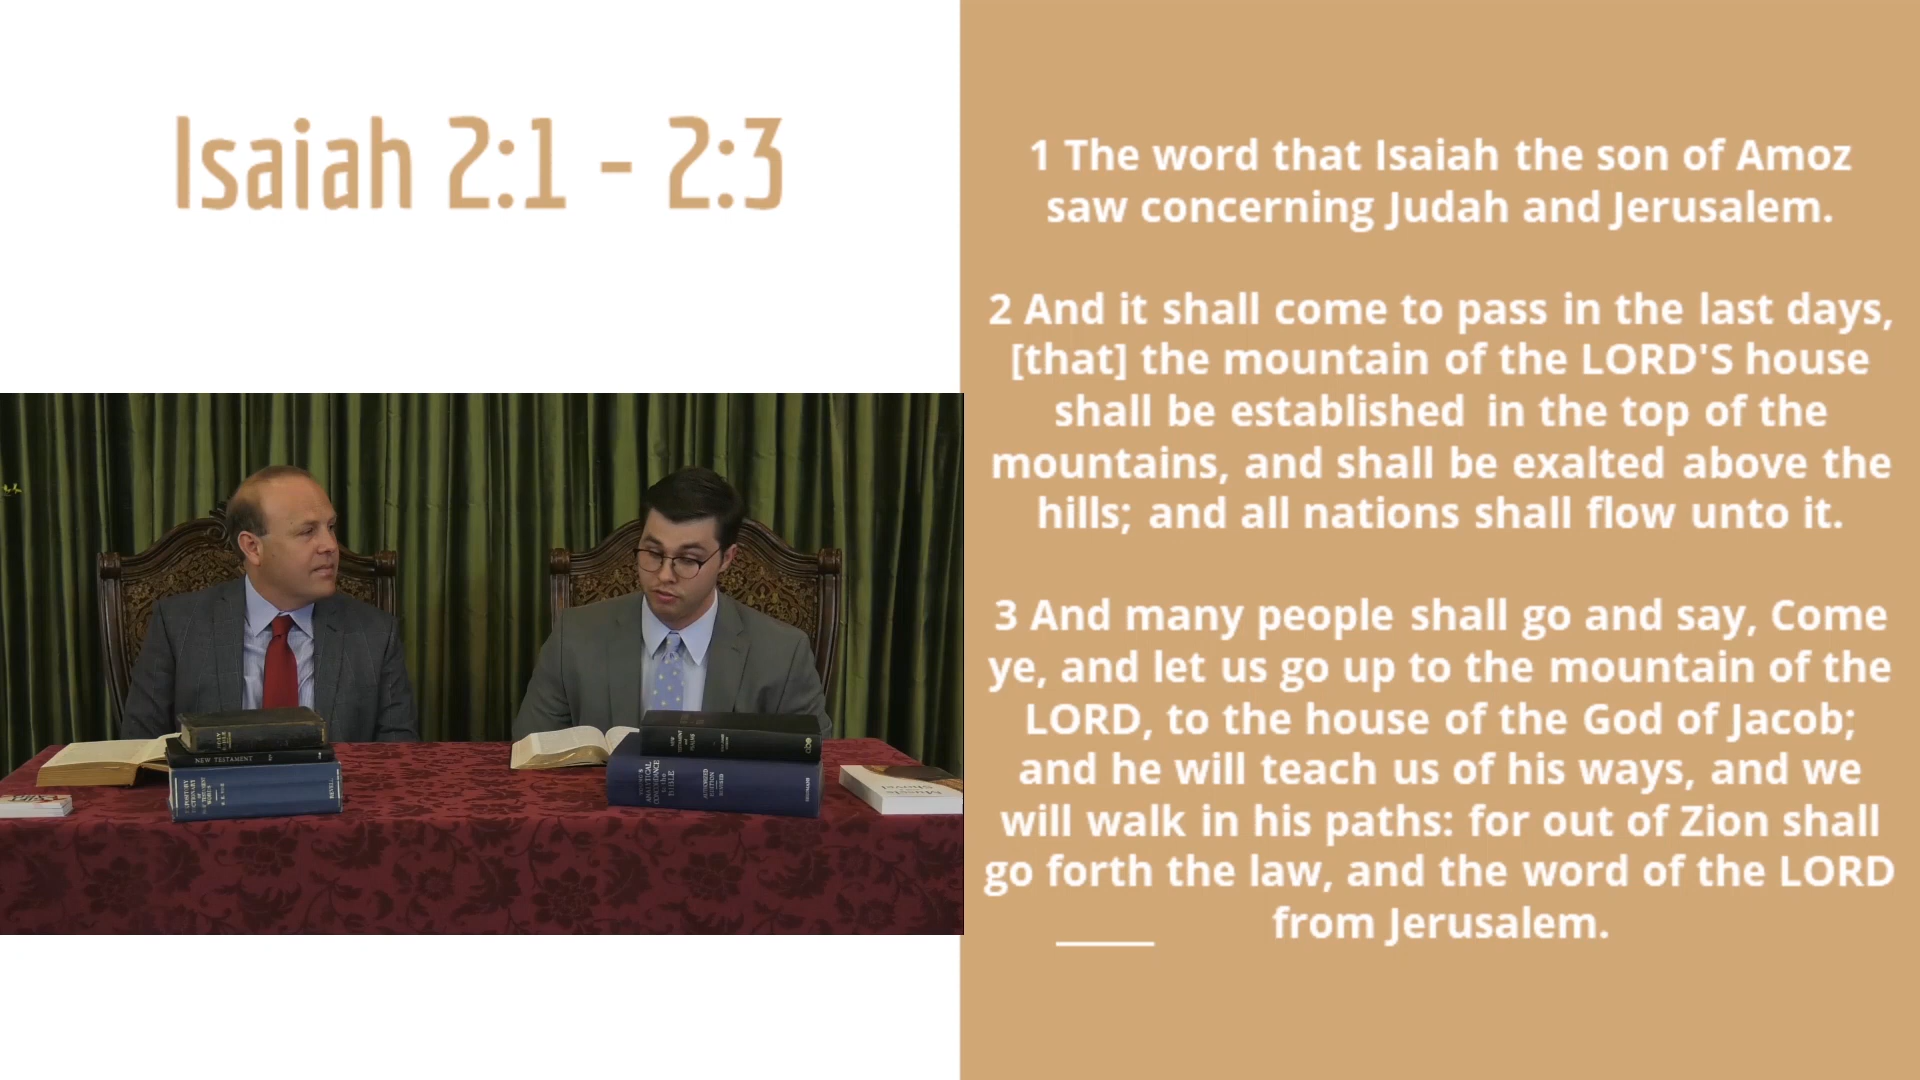 Isaiah 2:1 - 2:3
1 The word that Isaiah the son of Amoz
saw concerning Judah and Jerusalem.
2 And it shall come to pass in the last days,
[that] the mountain of the LORD'S house
shall be established in the top of the
mountains, and shall be exalted above the
hills; and all nations shall flow unto it.
3 And many people shall go and say, Come
ye, and let us go up to the mountain of the
LORD, to the house of the God of Jacob;
and he will teach us of his ways, and we
will walk in his paths: for out of Zion shall
go forth the law, and the word of the LORD
from Jerusalem.
NEW TESTAMENT
YOUNG'S
ANALYTICAL
CONCORDANCE
to the
BIBLE